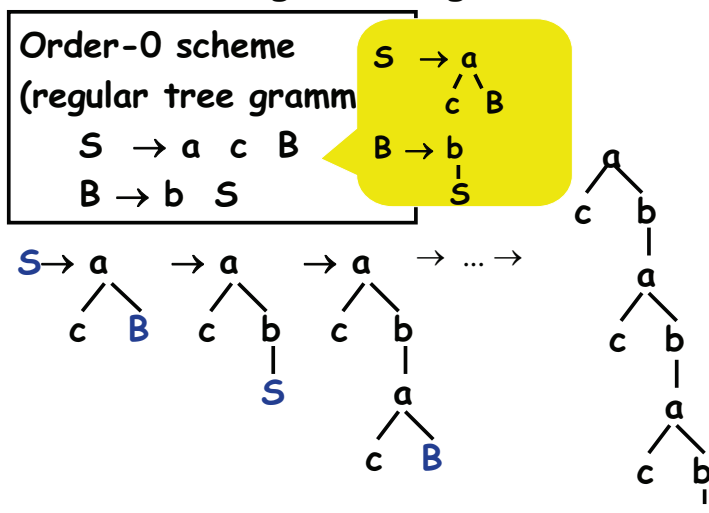 Order-0 scheme
(regular tree gramm
S → a c B
B → b S
S → a
c B
B → b
S
S → a → a → a → ... →
c B c b c b
S a
c B
a
c b
a
c b
a
c b